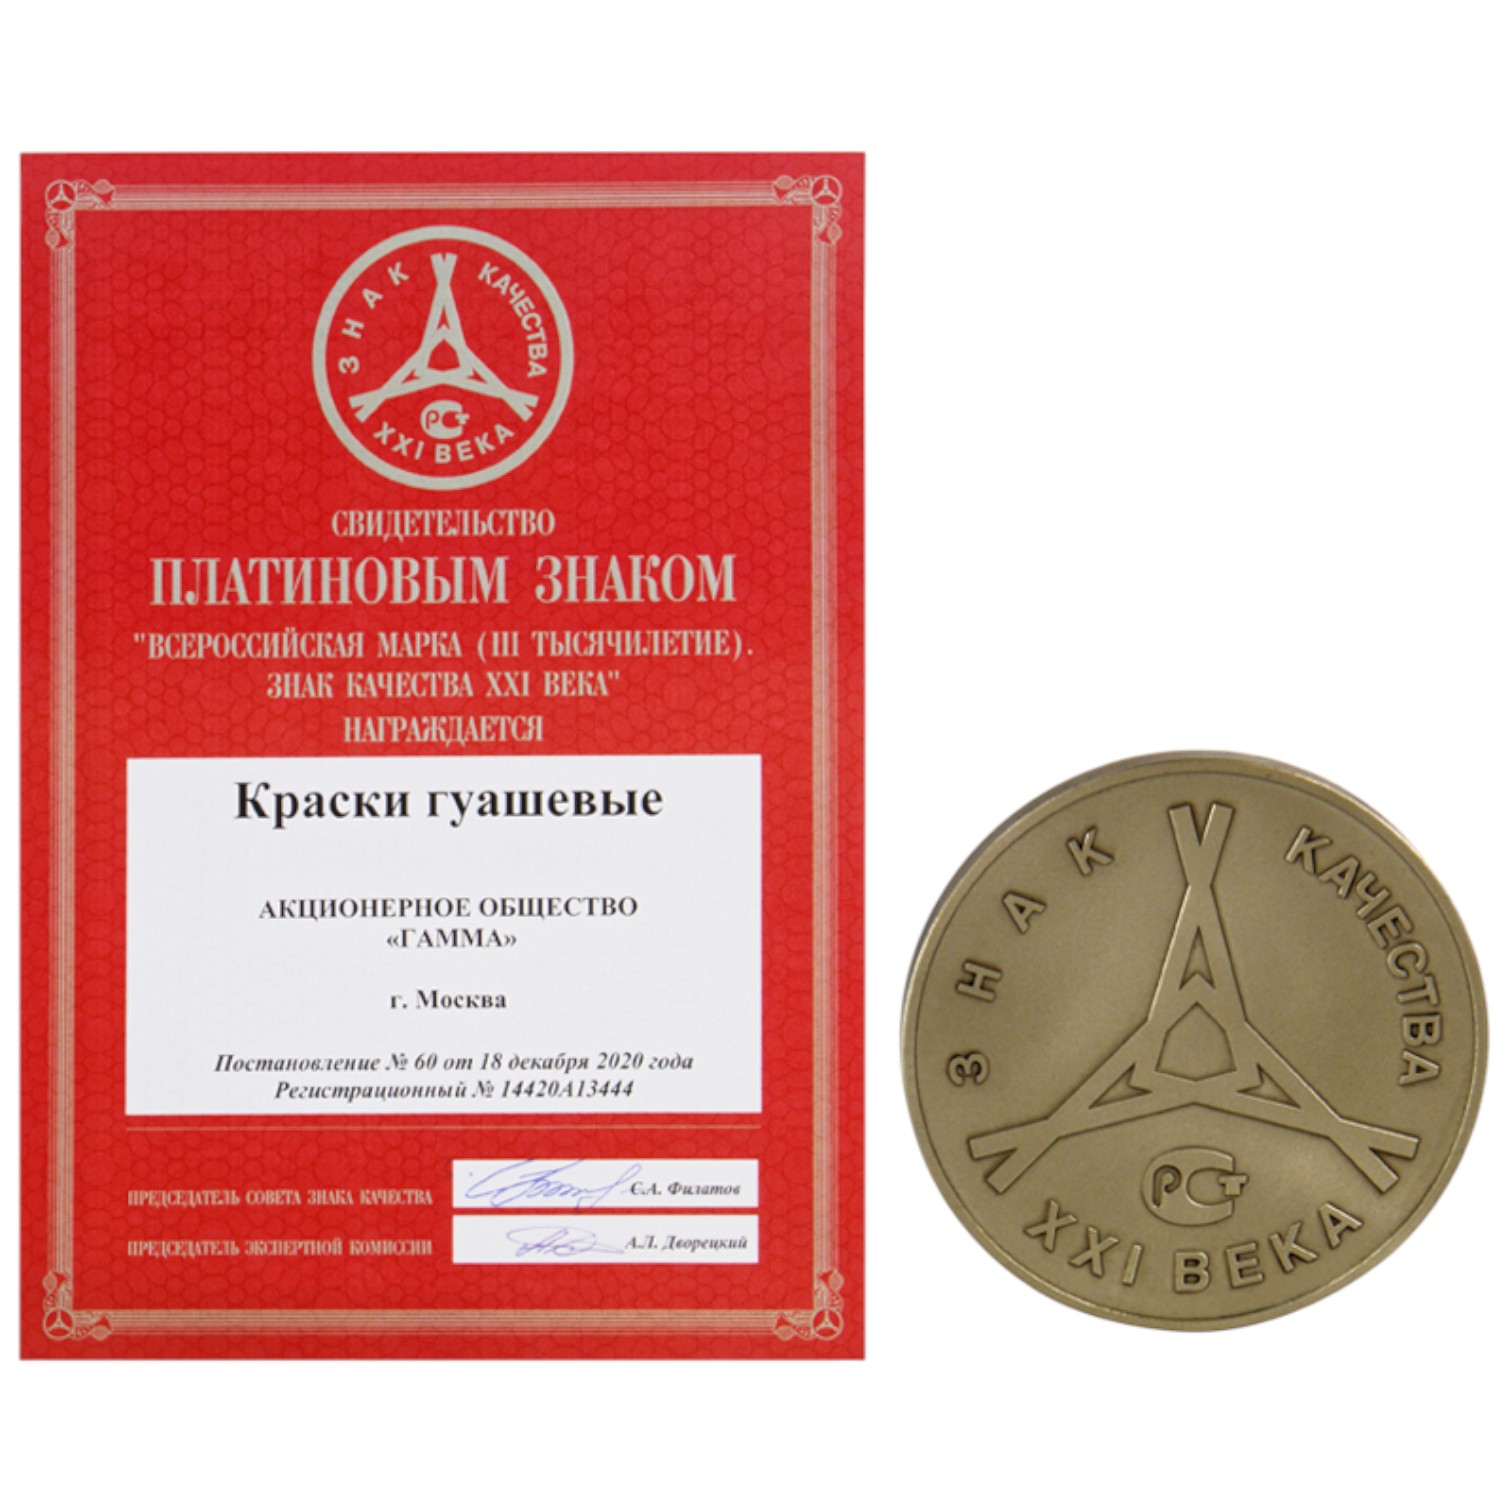 ЗНАК КАЧЕСТВА
РСТ
XXI ВЕКА
СВИДЕТЕЛЬСТВО
ПЛАТИНОВЫМ ЗНАКОМ
"ВСЕРОССИЙСКАЯ МАРКА (III ТЫСЯЧИЛЕТИЕ).
ЗНАК КАЧЕСТВА XXI ВЕКА"
НАГРАЖДАЕТСЯ
Краски гуашевые
АКЦИОНЕРНОЕ ОБЩЕСТВО
«ГАММА»
г. Москва
Постановление № 60 от 18 декабря 2020 года
Регистрационный № 14420А13444
ПРЕДСЕДАТЕЛЬ СОВЕТА ЗНАКА КАЧЕСТВА С.А. Филатов
ПРЕДСЕДАТЕЛЬ ЭКСПЕРТНОЙ КОМИССИИ А.Л. Дворецкий
ЗНАК КАЧЕСТВА
РСТ
XXI ВЕКА